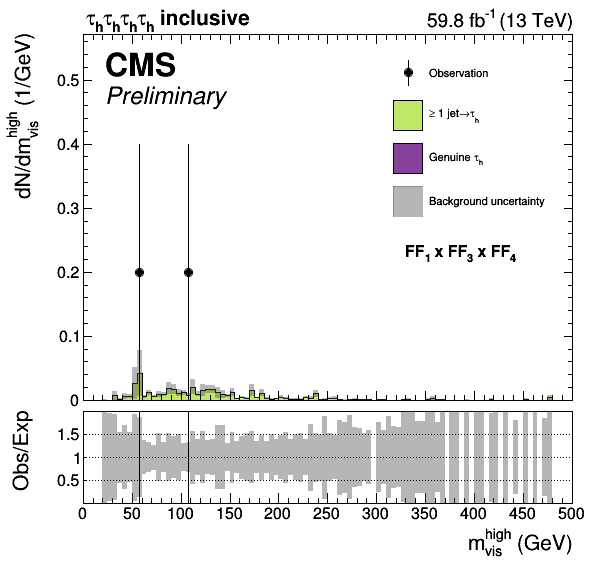 τhτhτhτh inclusive
59.8 fb⁻¹ (13 TeV)
CMS
Preliminary
Observation
≥ 1 jet→τh
Genuine τh
Background uncertainty
FF₁ x FF₃ x FF₄
dN/dm_vis^high (1/GeV)
0.5
0.4
0.3
0.2
0.1
0
Obs/Exp
1.5
1
0.5
0 50 100 150 200 250 300 350 400 450 500
m_vis^high (GeV)